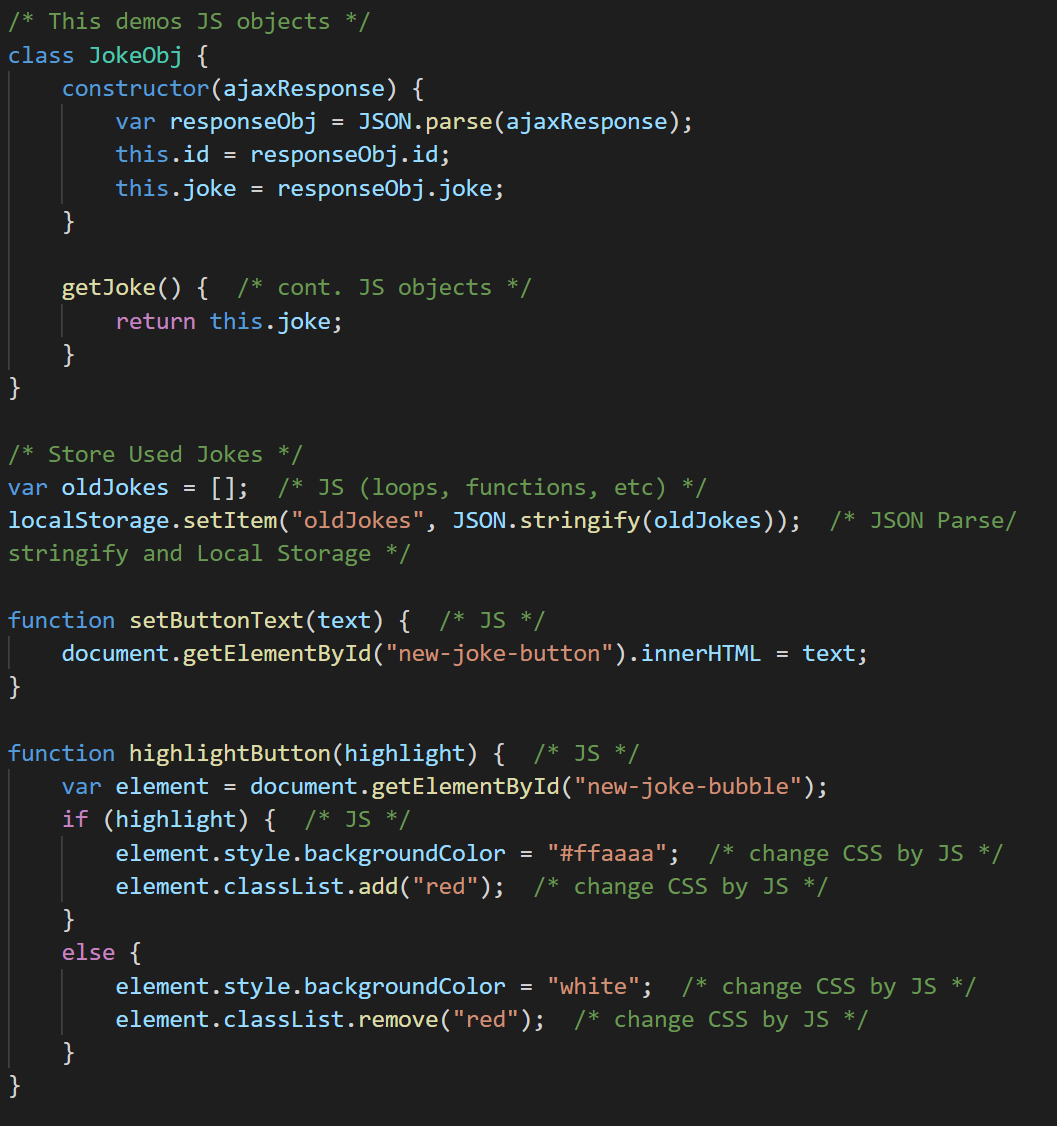 /* This demos JS objects */
class JokeObj {
    constructor(ajaxResponse) {
        var responseObj = JSON.parse(ajaxResponse);
        this.id = responseObj.id;
        this.joke = responseObj.joke;
    }

    getJoke() {  /* cont. JS objects */
        return this.joke;
    }
}

/* Store Used Jokes */
var oldJokes = [];  /* JS (loops, functions, etc) */
localStorage.setItem("oldJokes", JSON.stringify(oldJokes));  /* JSON Parse/
stringify and Local Storage */

function setButtonText(text) {  /* JS */
    document.getElementById("new-joke-button").innerHTML = text;
}

function highlightButton(highlight) {  /* JS */
    var element = document.getElementById("new-joke-bubble");
    if (highlight) {  /* JS */
        element.style.backgroundColor = "#ffaaaa";  /* change CSS by JS */
        element.classList.add("red");  /* change CSS by JS */
    }
    else {
        element.style.backgroundColor = "white";  /* change CSS by JS */
        element.classList.remove("red");  /* change CSS by JS */
    }
}